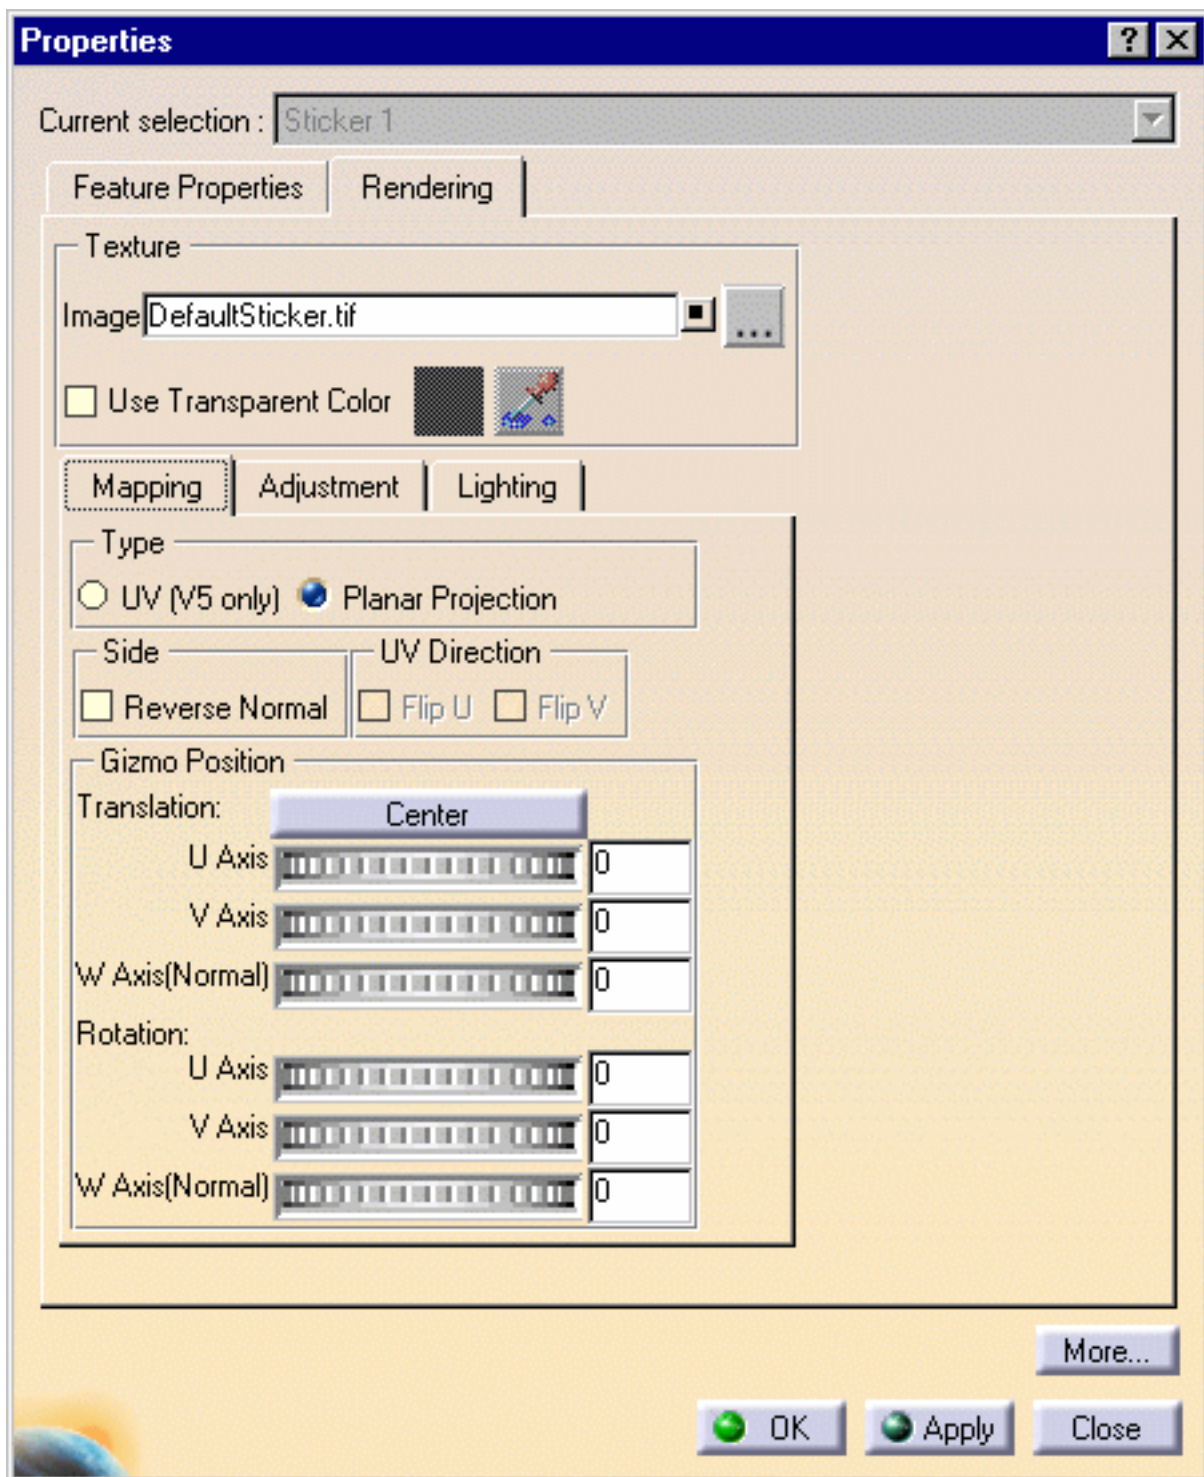 Properties
Current selection : Sticker 1
Feature Properties Rendering
Texture
Image DefaultSticker.tif ...
Use Transparent Color
Mapping Adjustment Lighting
Type
UV (V5 only) Planar Projection
Side UV Direction
Reverse Normal Flip U Flip V
Gizmo Position
Translation: Center
U Axis 0
V Axis 0
W Axis(Normal) 0
Rotation:
U Axis 0
V Axis 0
W Axis(Normal) 0
More...
OK Apply Close